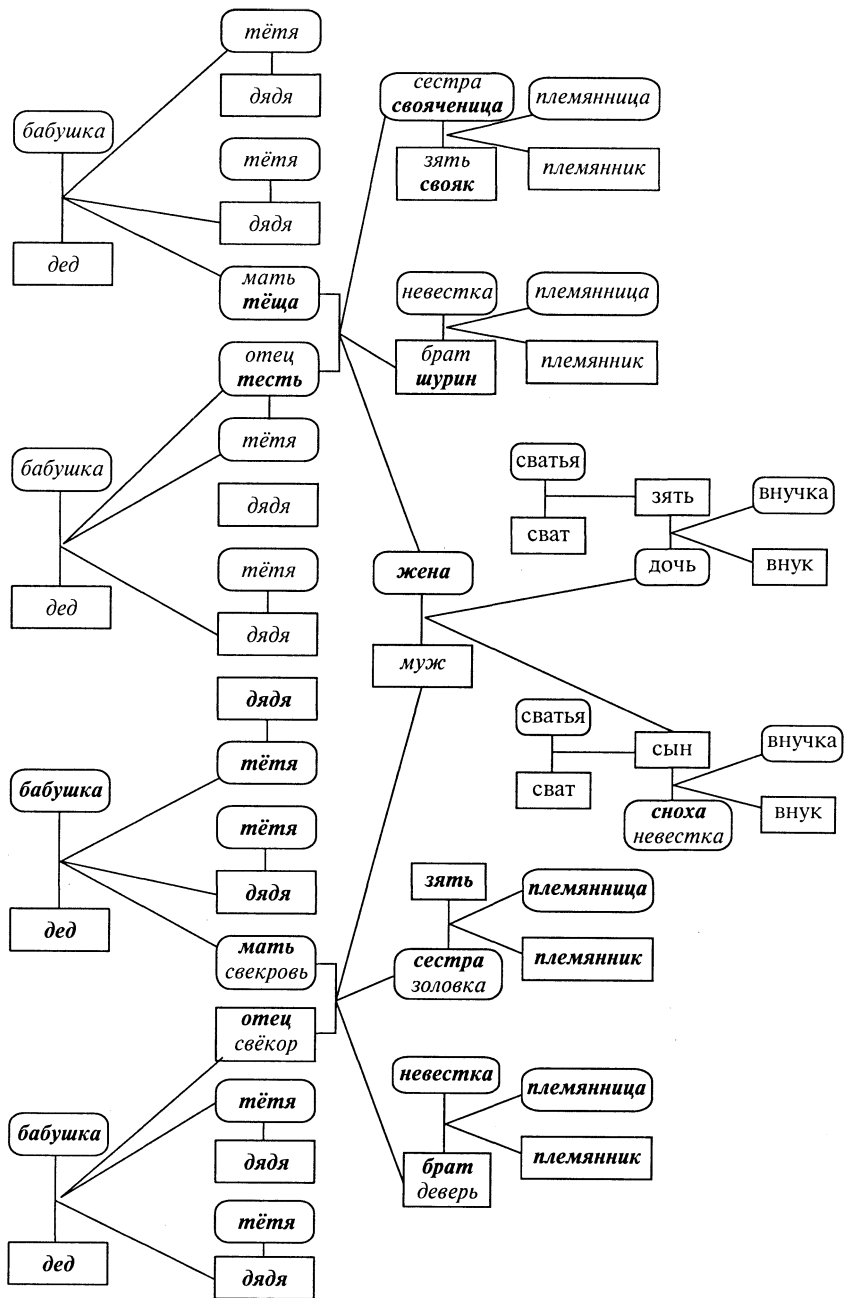 тётя
дядя
бабушка
тётя
дядя
дед
мать
тёща
сестра
свояченица
племянница
зять
свояк
племянник
невестка
племянница
брат
шурин
племянник
отец
тесть
тётя
бабушка
дядя
тётя
дед
дядя
сватья
зять
внучка
сват
дочь
внук
жена
муж
сватья
сын
внучка
сват
сноха
невестка
внук
дядя
тётя
бабушка
тётя
дядя
дед
мать
свекровь
отец
свёкор
зять
племянница
сестра
золовка
племянник
невестка
племянница
брат
деверь
племянник
тётя
бабушка
дядя
тётя
дед
дядя